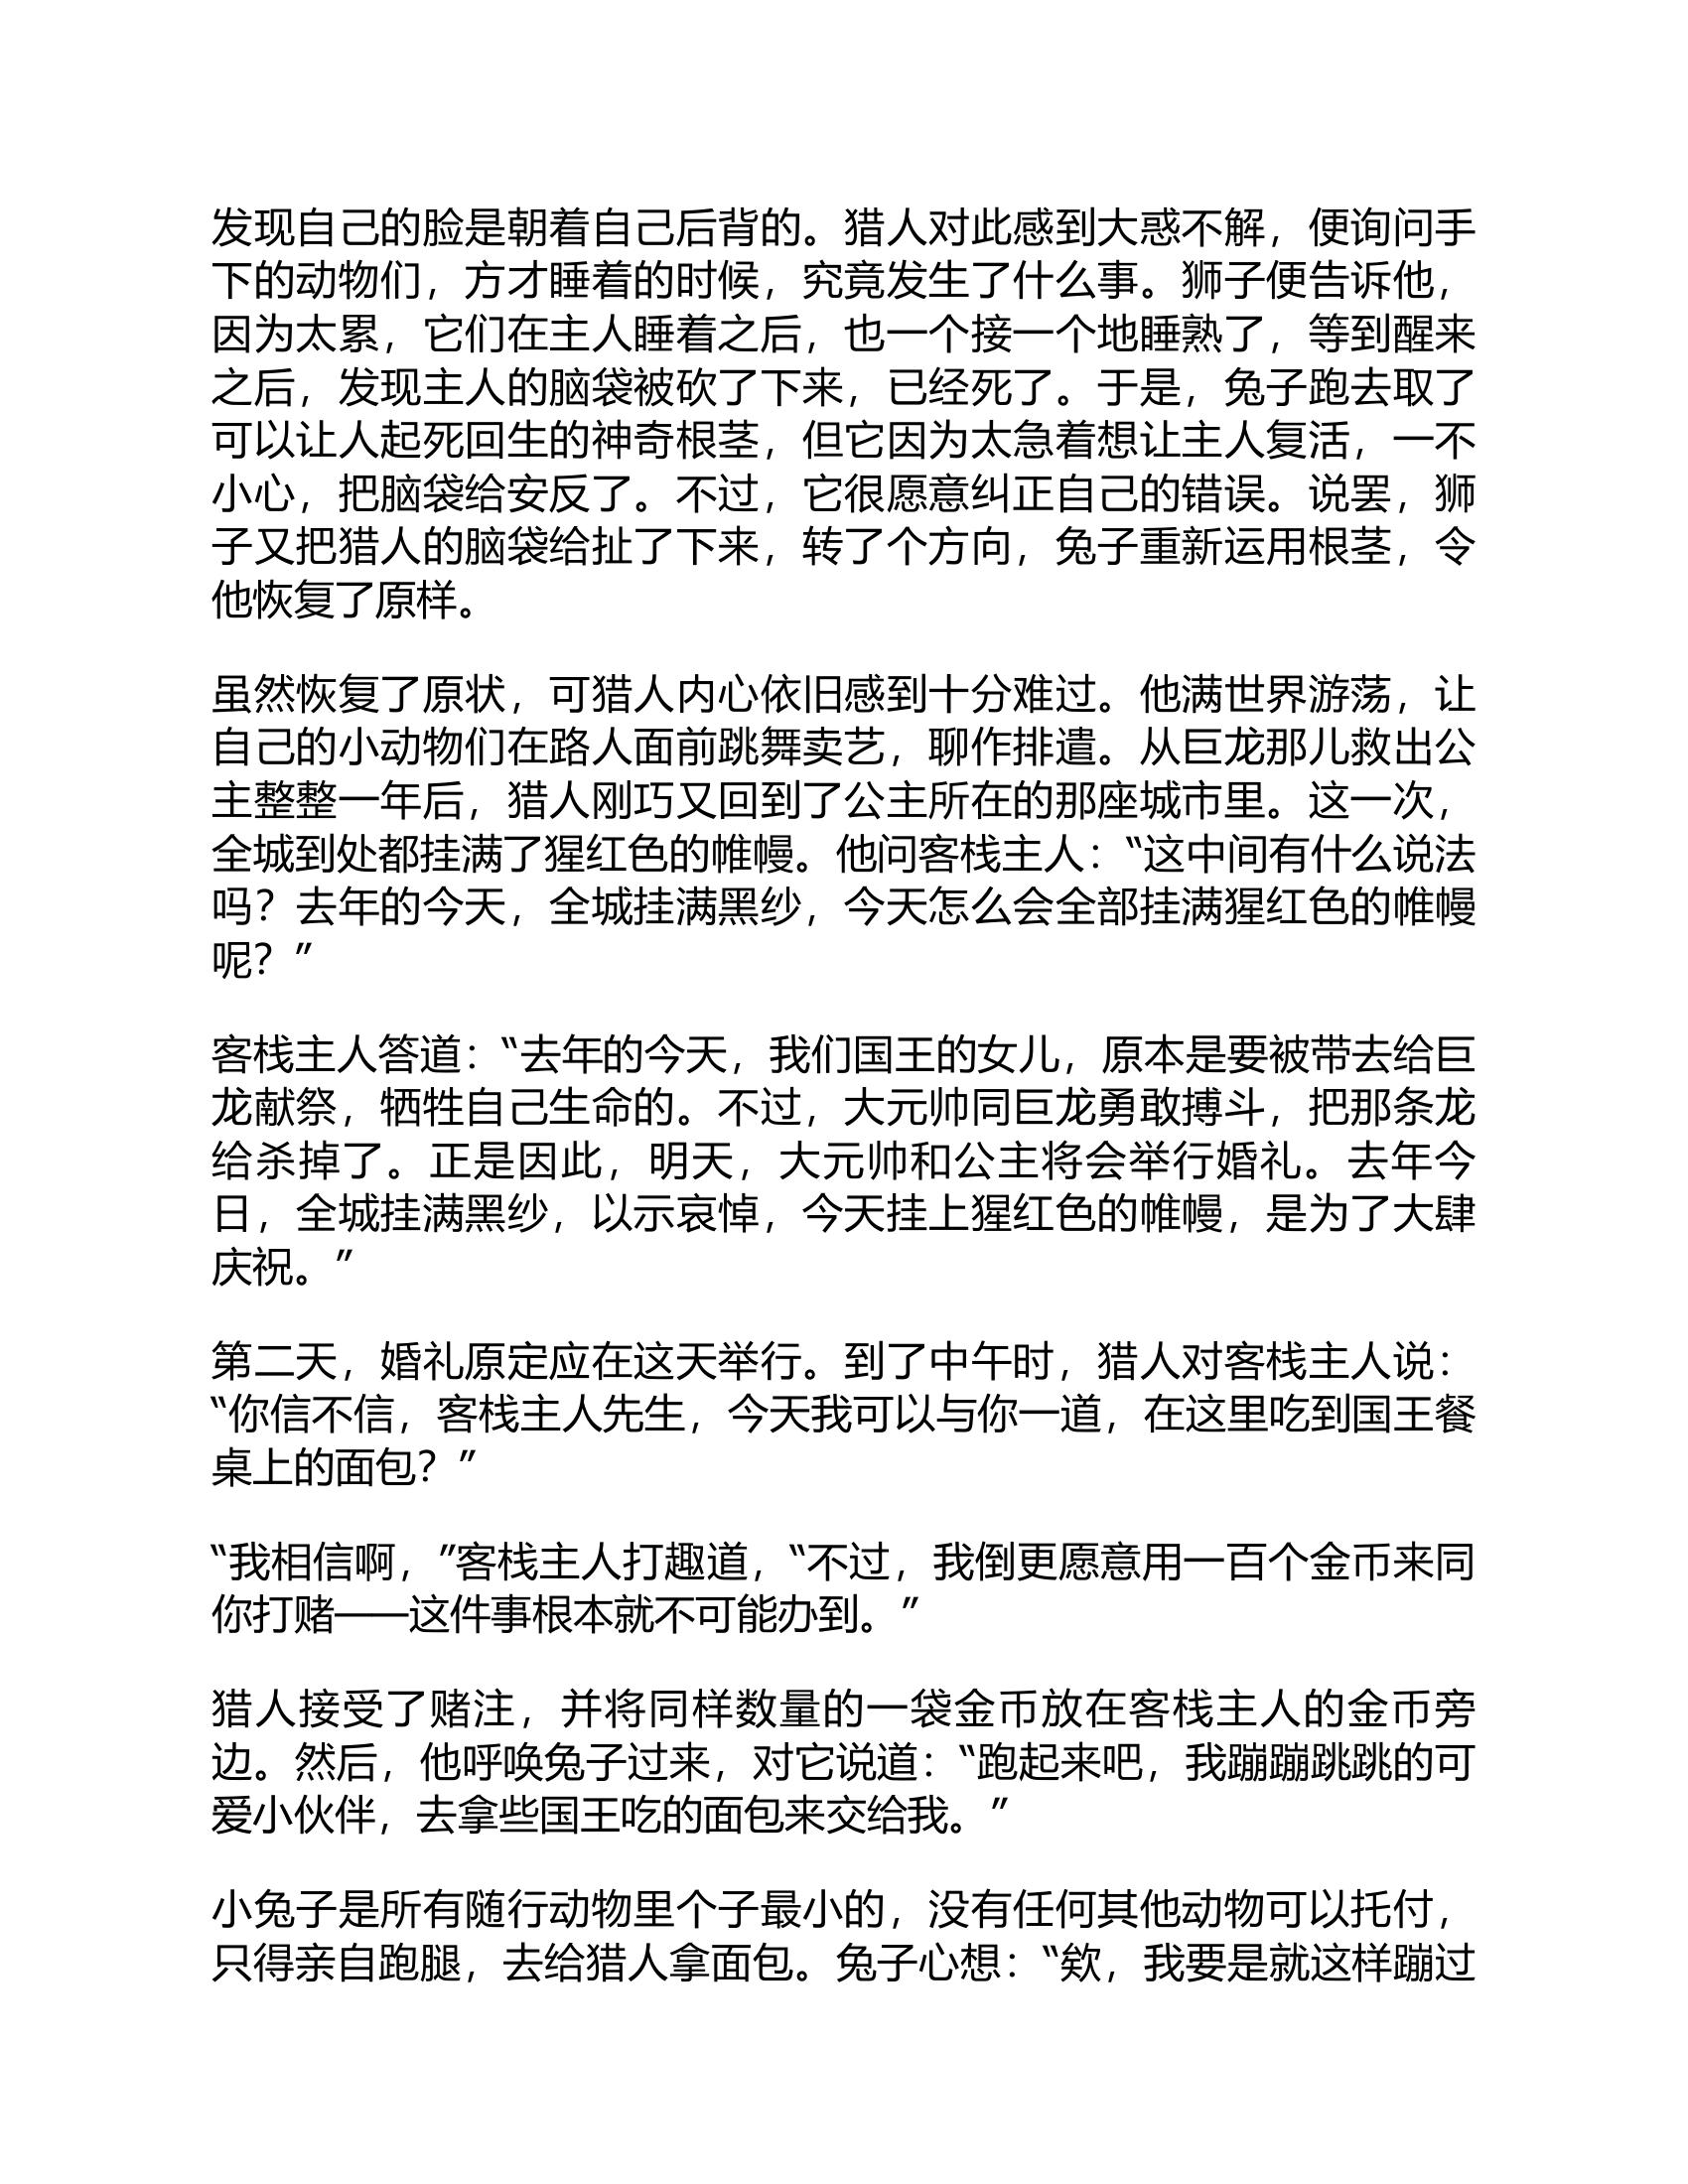 发现自己的脸是朝着自己后背的。猎人对此感到大惑不解，便询问手
下的动物们，方才睡着的时候，究竟发生了什么事。狮子便告诉他，
因为太累，它们在主人睡着之后，也一个接一个地睡熟了，等到醒来
之后，发现主人的脑袋被砍了下来，已经死了。于是，兔子跑去取了
可以让人起死回生的神奇根茎，但它因为太急着想让主人复活，一不
小心，把脑袋给安反了。不过，它很愿意纠正自己的错误。说罢，狮
子又把猎人的脑袋给扯了下来，转了个方向，兔子重新运用根茎，令
他恢复了原样。
虽然恢复了原状，可猎人内心依旧感到十分难过。他满世界游荡，让
自己的小动物们在路人面前跳舞卖艺，聊作排遣。从巨龙那儿救出公
主整整一年后，猎人刚巧又回到了公主所在的那座城市里。这一次，
全城到处都挂满了猩红色的帷幔。他问客栈主人：“这中间有什么说法
吗？去年的今天，全城挂满黑纱，今天怎么会全部挂满猩红色的帷幔
呢？”
客栈主人答道：“去年的今天，我们国王的女儿，原本是要被带去给巨
龙献祭，牺牲自己生命的。不过，大元帅同巨龙勇敢搏斗，把那条龙
给杀掉了。正是因此，明天，大元帅和公主将会举行婚礼。去年今
日，全城挂满黑纱，以示哀悼，今天挂上猩红色的帷幔，是为了大肆
庆祝。”
第二天，婚礼原定应在这天举行。到了中午时，猎人对客栈主人说：
“你信不信，客栈主人先生，今天我可以与你一道，在这里吃到国王餐
桌上的面包？”
“我相信啊，”客栈主人打趣道，“不过，我倒更愿意用一百个金币来同
你打赌——这件事根本就不可能办到。”
猎人接受了赌注，并将同样数量的一袋金币放在客栈主人的金币旁
边。然后，他呼唤兔子过来，对它说道：“跑起来吧，我蹦蹦跳跳的可
爱小伙伴，去拿些国王吃的面包来交给我。”
小兔子是所有随行动物里个子最小的，没有任何其他动物可以托付，
只得亲自跑腿，去给猎人拿面包。兔子心想：“欸，我要是就这样蹦过